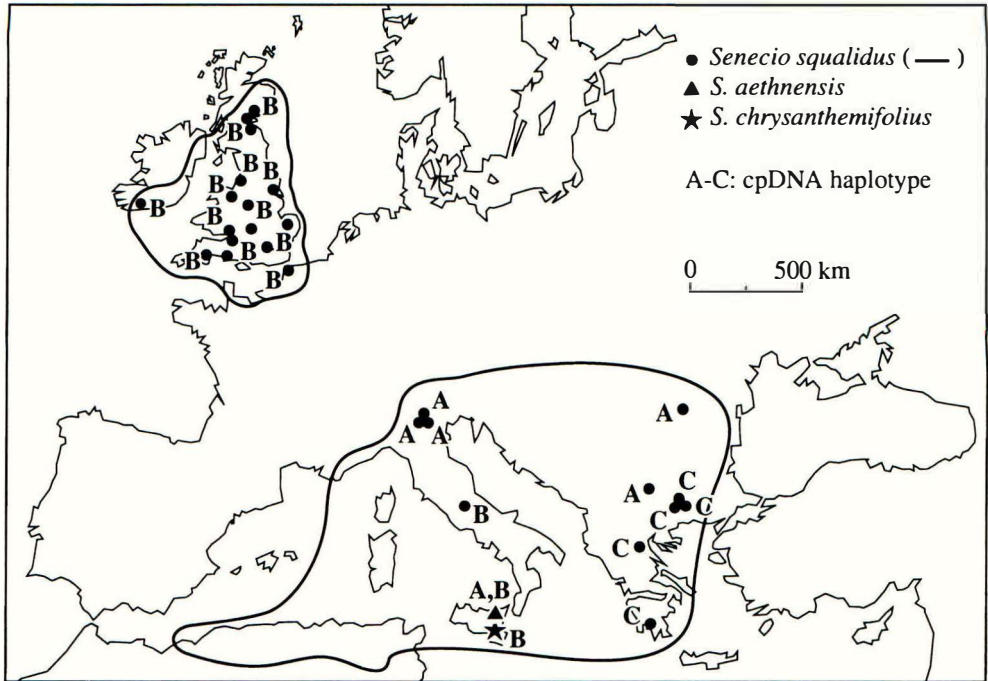 ● Senecio squalidus ( — )
▲ S. aethnensis
★ S. chrysanthemifolius
A-C: cpDNA haplotype
0 500 km
B
B
B
B
B
B
B
B
B
B
B
B
A
A
A
A
A
C
C
C
B
C
A,B
C
B